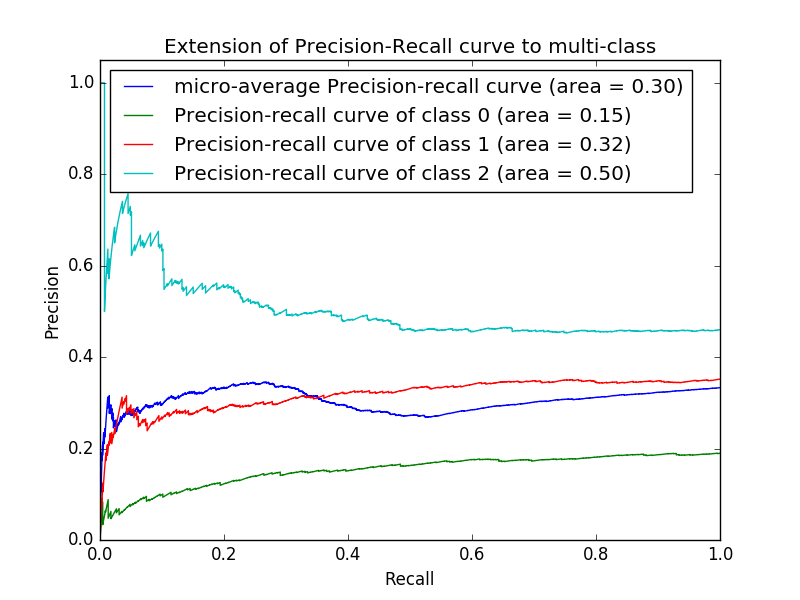 Extension of Precision-Recall curve to multi-class
micro-average Precision-recall curve (area = 0.30)
Precision-recall curve of class 0 (area = 0.15)
Precision-recall curve of class 1 (area = 0.32)
Precision-recall curve of class 2 (area = 0.50)
1.0
0.8
0.6
0.4
0.2
0.0
Precision
0.0 0.2 0.4 0.6 0.8 1.0
Recall